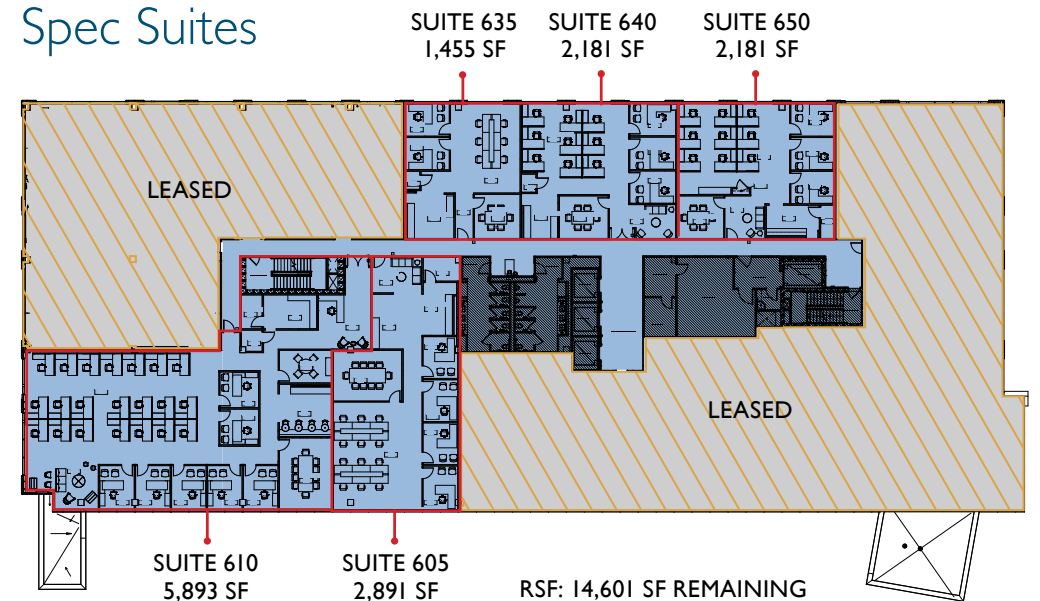 Spec Suites
SUITE 635
1,455 SF
SUITE 640
2,181 SF
SUITE 650
2,181 SF
LEASED
LEASED
SUITE 610
5,893 SF
SUITE 605
2,891 SF
RSF: 14,601 SF REMAINING